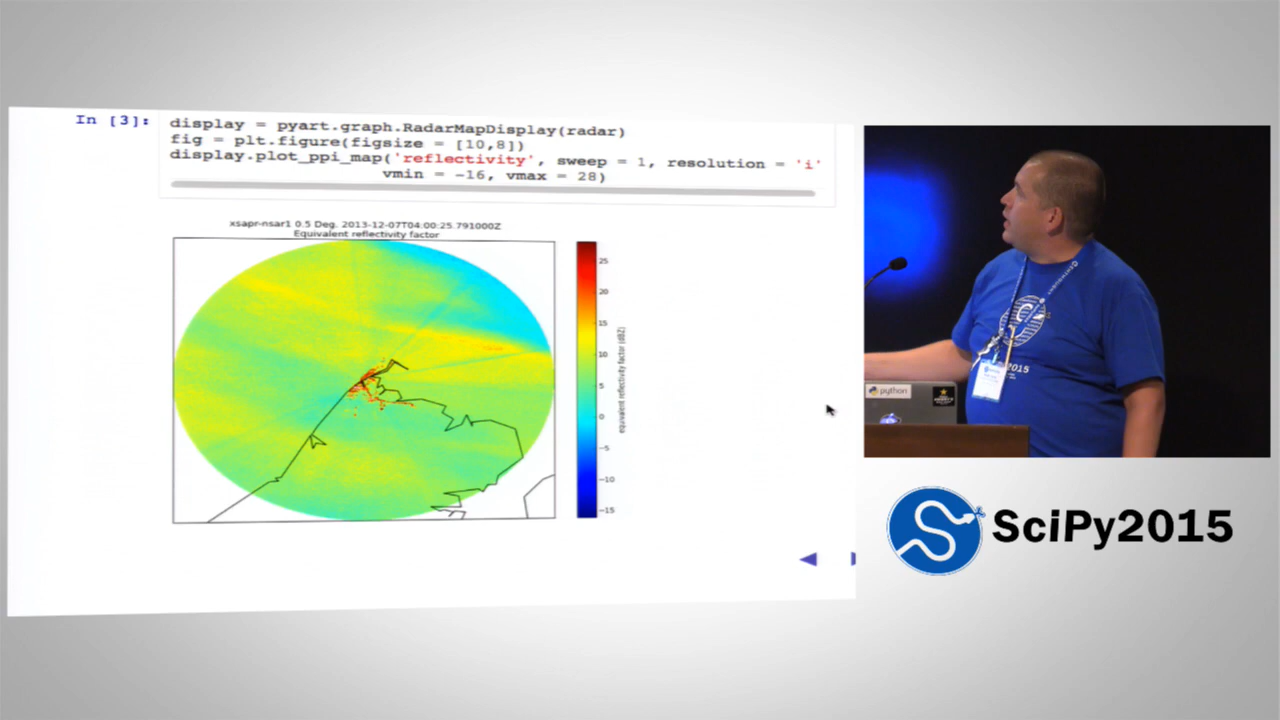 In [3]:
display = pyart.graph.RadarMapDisplay(radar)
fig = plt.figure(figsize = [10,8])
display.plot_ppi_map('reflectivity', sweep = 1, resolution = 'i'
vmin = -16, vmax = 28)
xsapr-nsar1 0.5 Deg. 2013-12-07T04:00:25.791000Z
Equivalent reflectivity factor
25
20
15
10
5
0
−5
−10
−15
equivalent reflectivity factor (dBZ)
python
2015
SciPy2015